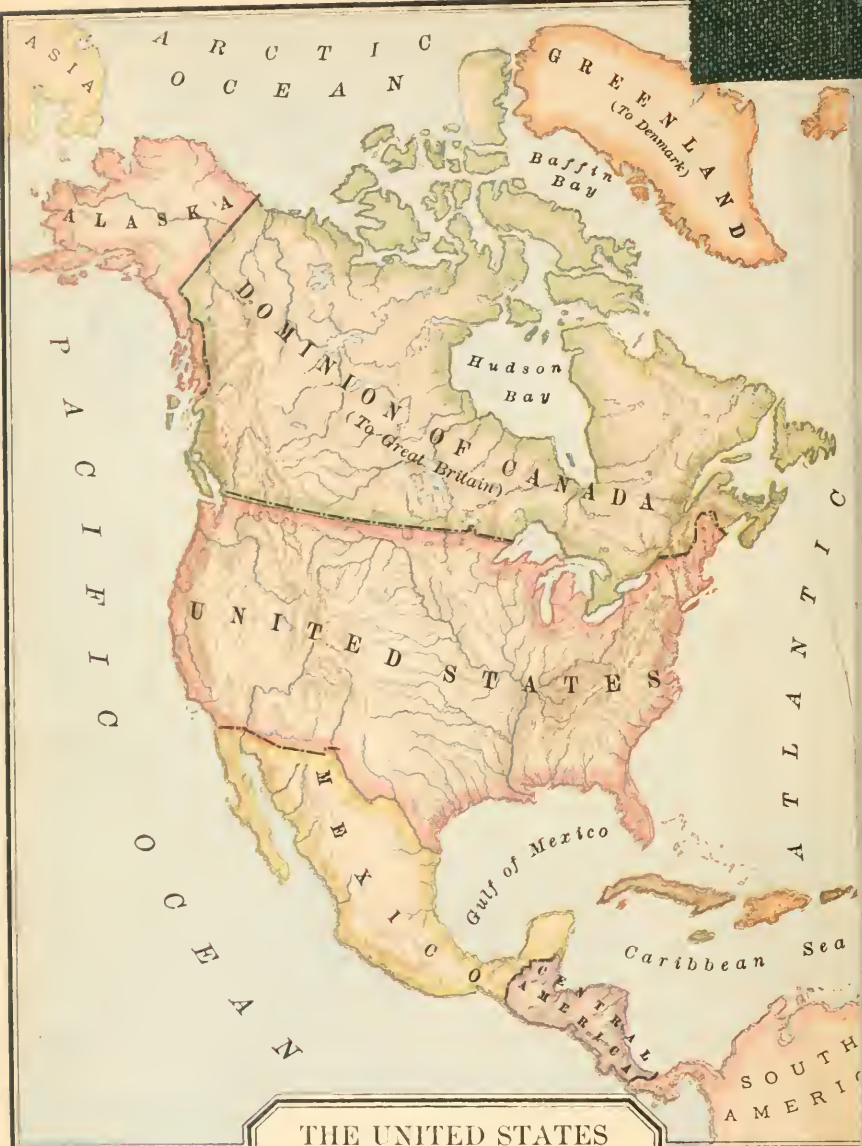 ASIA
ARCTIC
OCEAN
GREENLAND
(To Denmark)
Baffin
Bay
ALASKA
DOMINION OF CANADA
(To Great Britain)
Hudson
Bay
PACIFIC OCEAN
UNITED STATES
ATLANTIC
MEXICO
Gulf of Mexico
Caribbean Sea
CENTRAL
AMERICA
SOUTH
AMERIC
THE UNITED STATES